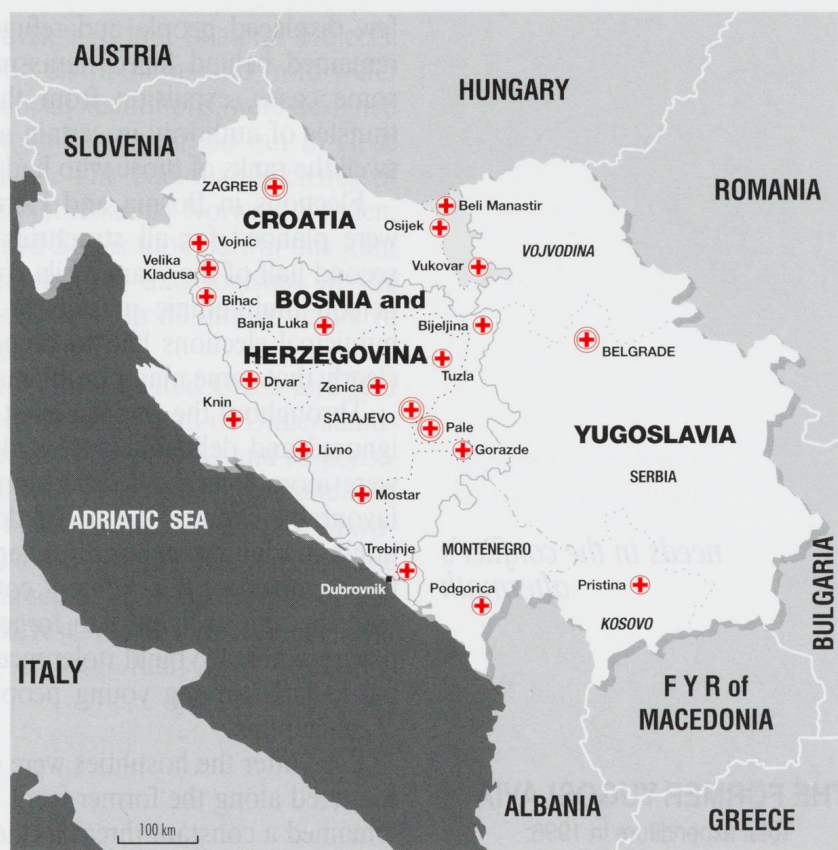 AUSTRIA
HUNGARY
SLOVENIA
ROMANIA
ZAGREB
CROATIA
Beli Manastir
Osijek
Vojnic
VOJVODINA
Velika
Kladusa
Vukovar
Bihac
BOSNIA and
HERZEGOVINA
Banja Luka
Bijeljina
BELGRADE
Tuzla
Drvar
Zenica
Knin
SARAJEVO
Pale
YUGOSLAVIA
Livno
Gorazde
SERBIA
Mostar
ADRIATIC SEA
Trebinje
MONTENEGRO
Dubrovnik
Podgorica
Pristina
KOSOVO
BULGARIA
ITALY
F Y R of
MACEDONIA
ALBANIA
GREECE
100 km